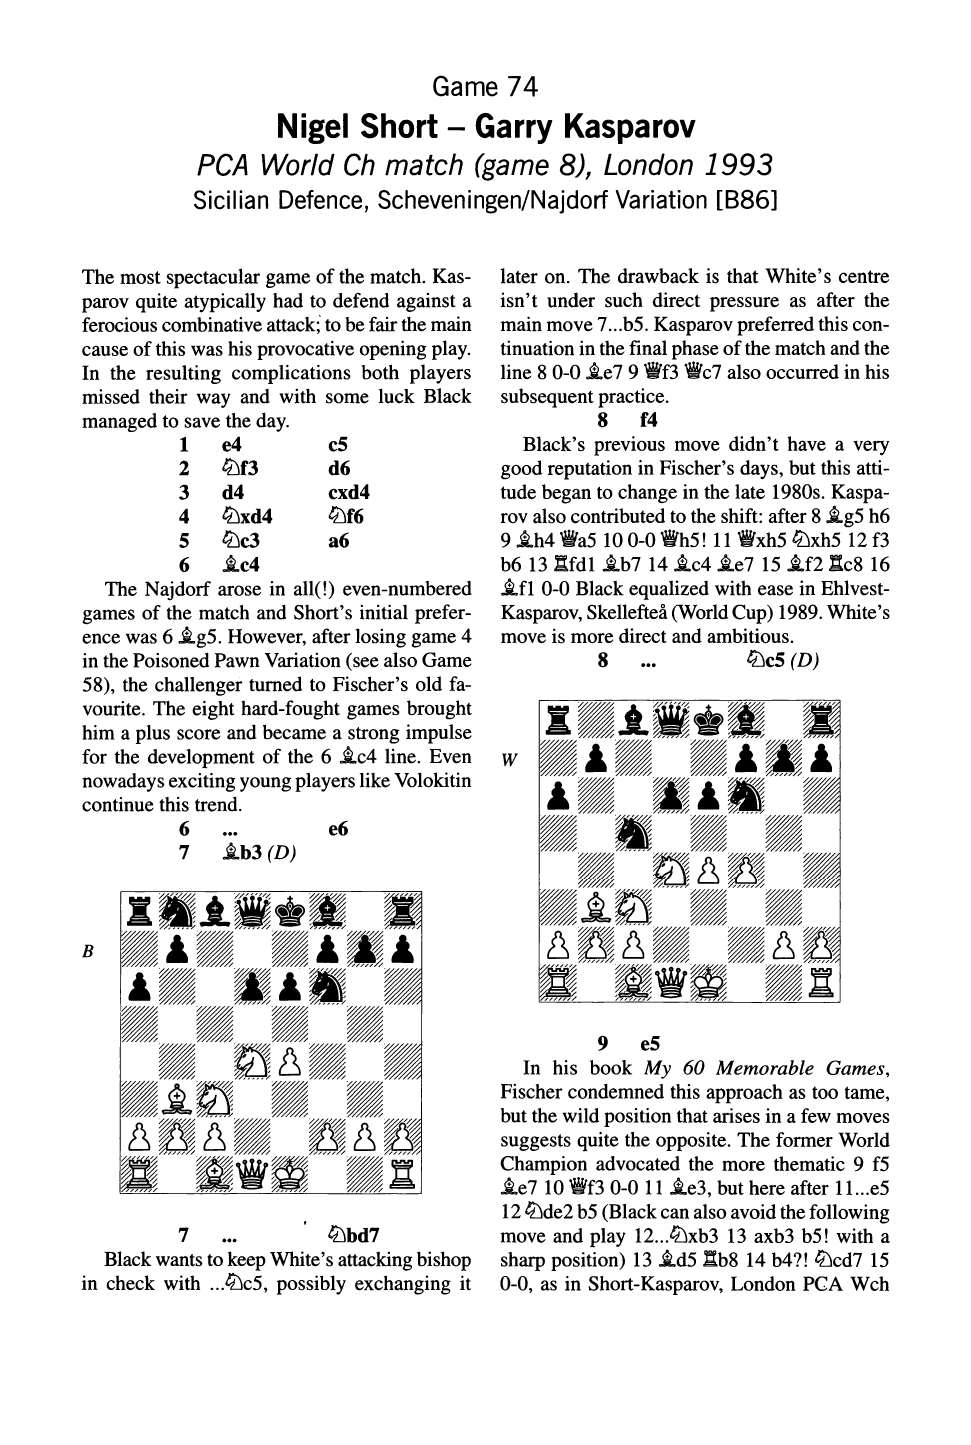 Game 74
Nigel Short – Garry Kasparov
PCA World Ch match (game 8), London 1993
Sicilian Defence, Scheveningen/Najdorf Variation [B86]
The most spectacular game of the match. Kas-
parov quite atypically had to defend against a
ferocious combinative attack; to be fair the main
cause of this was his provocative opening play.
In the resulting complications both players
missed their way and with some luck Black
managed to save the day.
1 e4 c5
2 ♘f3 d6
3 d4 cxd4
4 ♘xd4 ♘f6
5 ♘c3 a6
6 ♗c4
The Najdorf arose in all(!) even-numbered
games of the match and Short's initial prefer-
ence was 6 ♗g5. However, after losing game 4
in the Poisoned Pawn Variation (see also Game
58), the challenger turned to Fischer's old fa-
vourite. The eight hard-fought games brought
him a plus score and became a strong impulse
for the development of the 6 ♗c4 line. Even
nowadays exciting young players like Volokitin
continue this trend.
6 ... e6
7 ♗b3 (D)
B
7 ... ♘bd7
Black wants to keep White's attacking bishop
in check with ...♘c5, possibly exchanging it
later on. The drawback is that White's centre
isn't under such direct pressure as after the
main move 7...b5. Kasparov preferred this con-
tinuation in the final phase of the match and the
line 8 0-0 ♗e7 9 ♕f3 ♕c7 also occurred in his
subsequent practice.
8 f4
Black's previous move didn't have a very
good reputation in Fischer's days, but this atti-
tude began to change in the late 1980s. Kaspa-
rov also contributed to the shift: after 8 ♗g5 h6
9 ♗h4 ♕a5 10 0-0 ♕h5! 11 ♕xh5 ♘xh5 12 f3
b6 13 ♖fd1 ♗b7 14 ♗c4 ♗e7 15 ♗f2 ♖c8 16
♗f1 0-0 Black equalized with ease in Ehlvest-
Kasparov, Skellefteå (World Cup) 1989. White's
move is more direct and ambitious.
8 ... ♘c5 (D)
W
9 e5
In his book My 60 Memorable Games,
Fischer condemned this approach as too tame,
but the wild position that arises in a few moves
suggests quite the opposite. The former World
Champion advocated the more thematic 9 f5
♗e7 10 ♕f3 0-0 11 ♗e3, but here after 11...e5
12 ♘de2 b5 (Black can also avoid the following
move and play 12...♘xb3 13 axb3 b5! with a
sharp position) 13 ♗d5 ♖b8 14 b4?! ♘cd7 15
0-0, as in Short-Kasparov, London PCA Wch